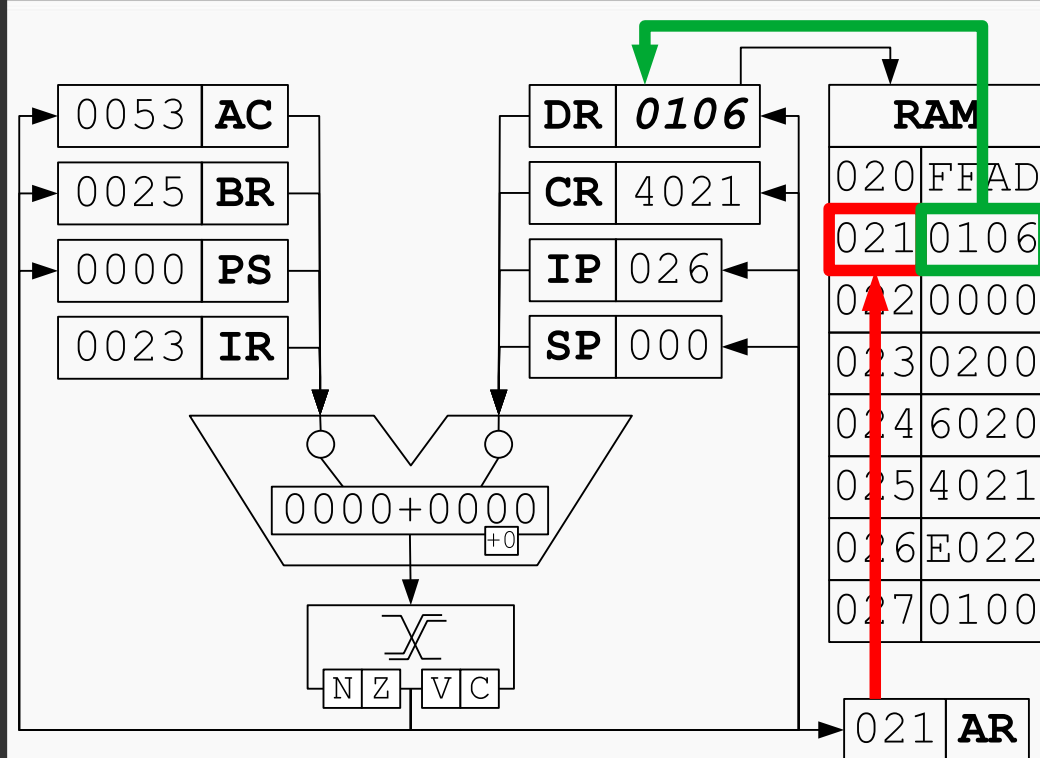 0053 AC
0025 BR
0000 PS
0023 IR
DR 0106
CR 4021
IP 026
SP 000
RAM
020 FFAD
021 0106
022 0000
023 0200
024 6020
025 4021
026 E022
027 0100
0000+0000
+0
N Z V C
021 AR